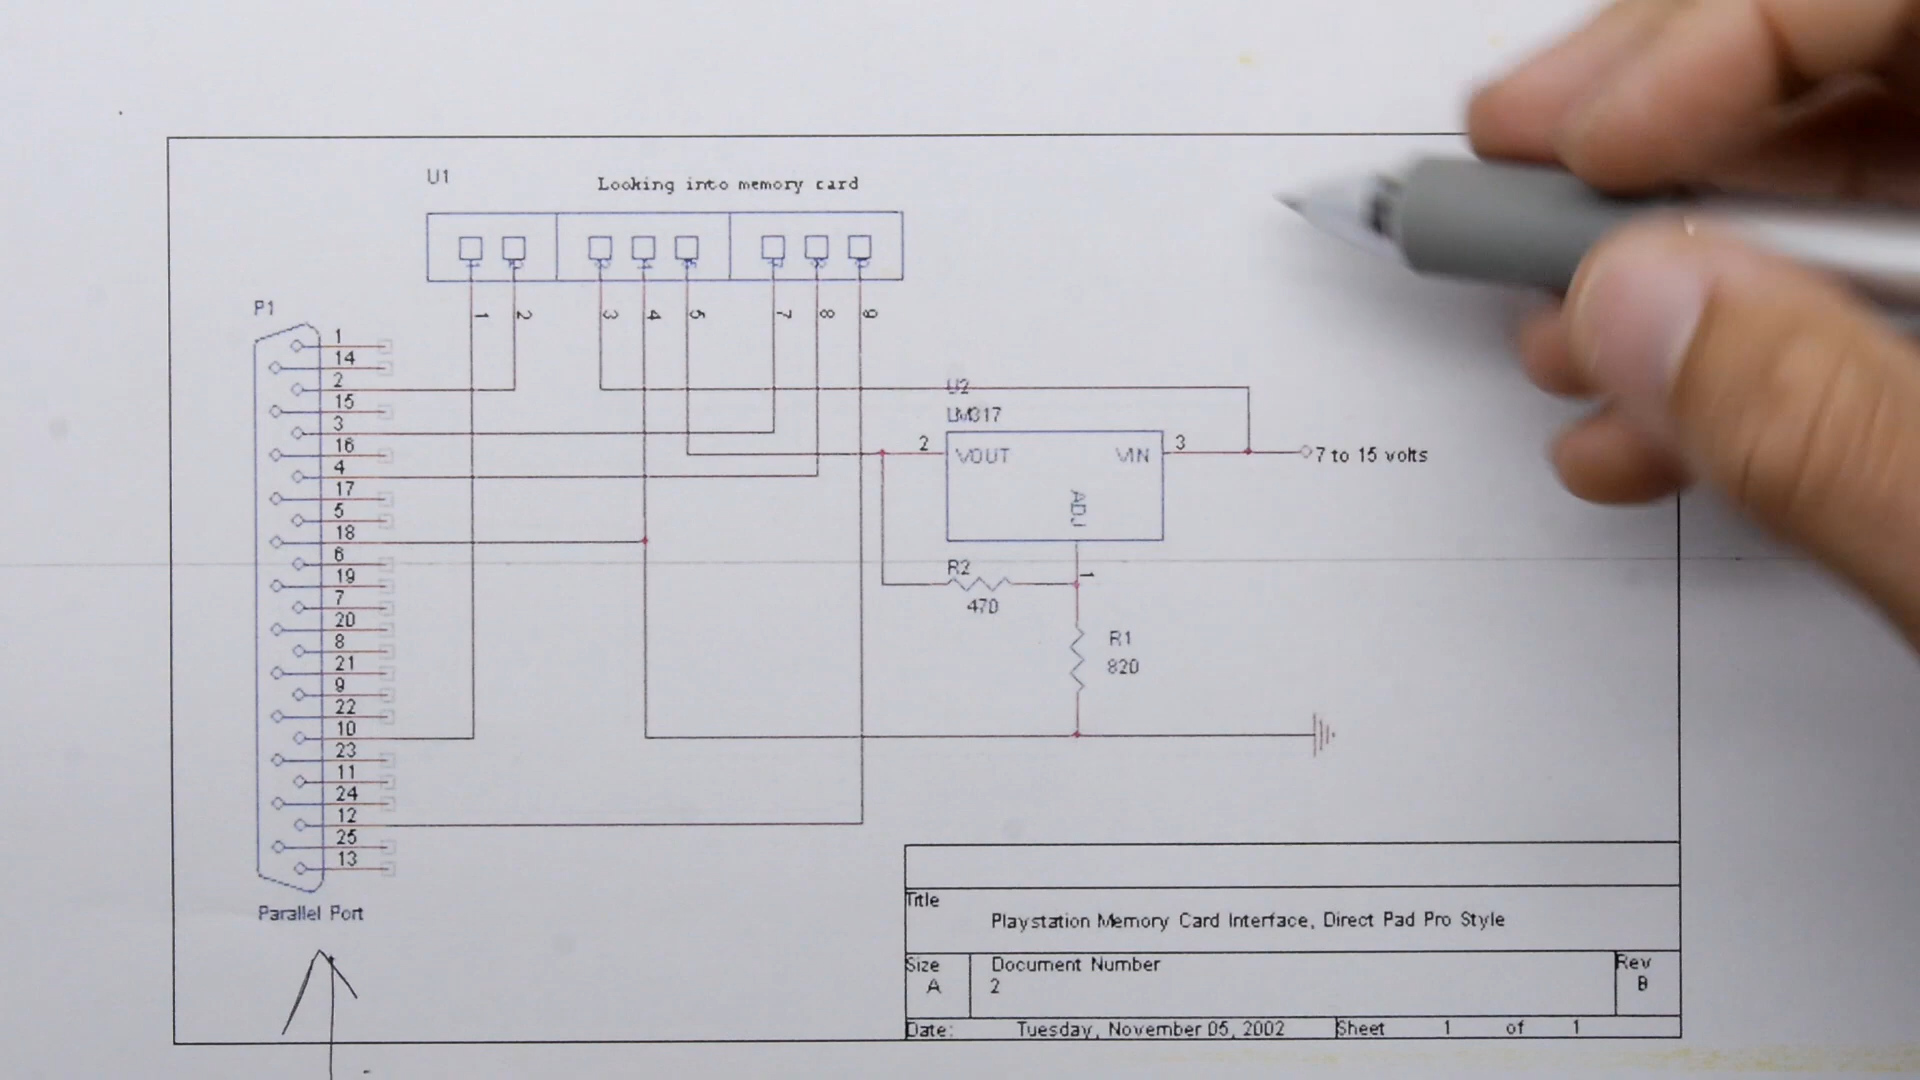 U1
Looking into memory card
1 2 3 4 5 7 8 9
P1
1
14
2
15
3
16
4
17
5
18
6
19
7
20
8
21
9
22
10
23
11
24
12
25
13
Parallel Port
U2
LM317
2
VOUT
VIN
3
7 to 15 volts
ADJ
1
R2
470
R1
820
Title
Playstation Memory Card Interface, Direct Pad Pro Style
Size
A
Document Number
2
Rev
B
Date: Tuesday, November 05, 2002 Sheet 1 of 1